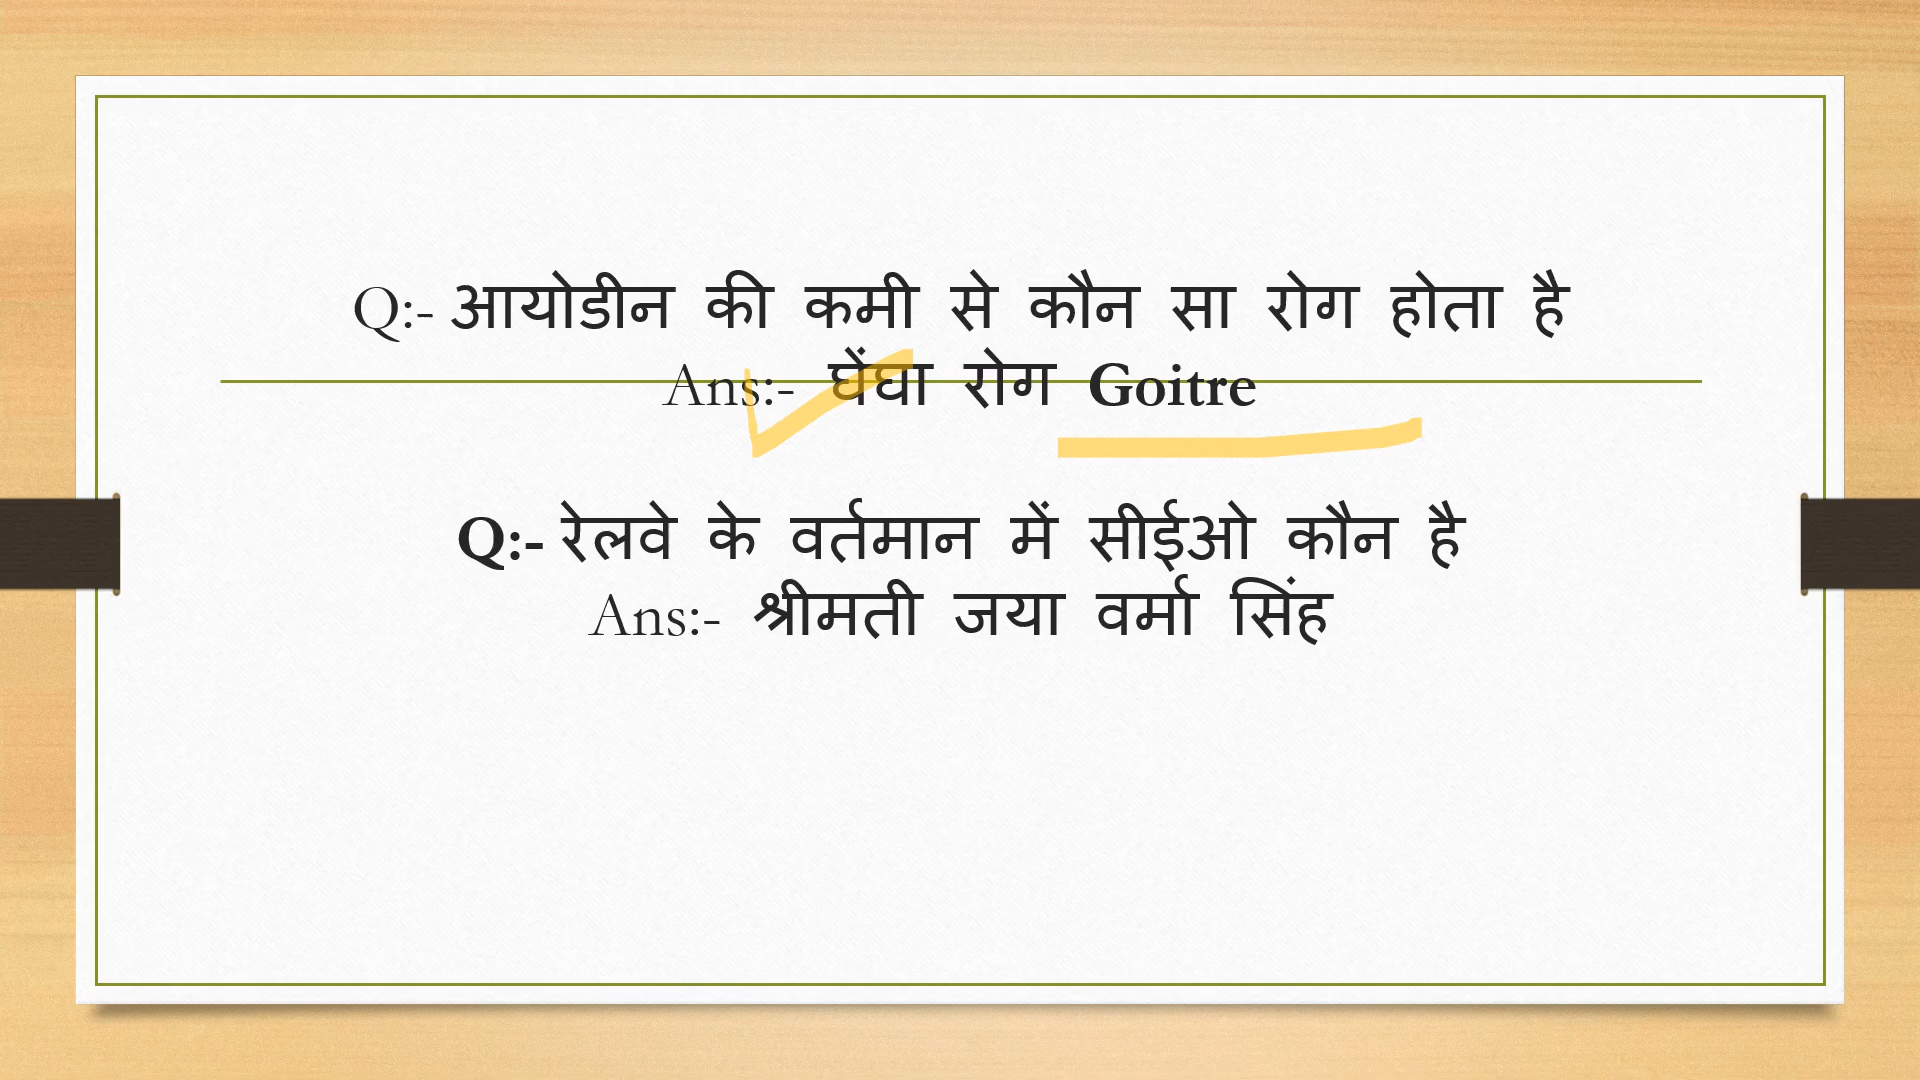 Q:- आयोडीन की कमी से कौन सा रोग होता है
Ans:- घेंघा रोग Goitre
Q:- रेलवे के वर्तमान में सीईओ कौन है
Ans:- श्रीमती जया वर्मा सिंह